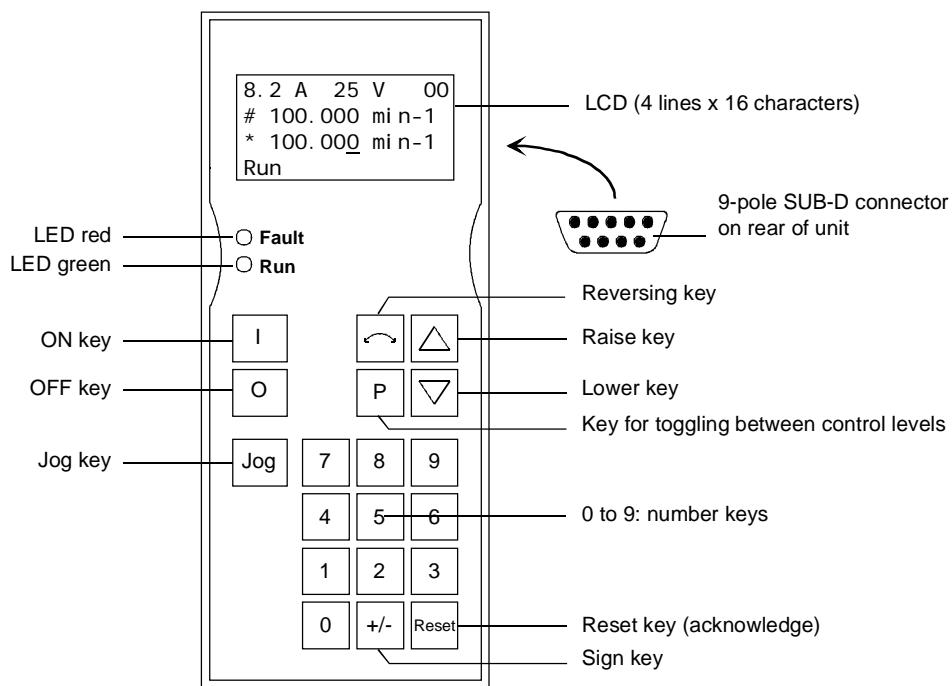 8.2 A 25 V 00
# 100.000 min-1
* 100.000 min-1
Run
LCD (4 lines x 16 characters)
9-pole SUB-D connector
on rear of unit
LED red
Fault
LED green
Run
Reversing key
ON key
I
Raise key
OFF key
O
P
Lower key
Key for toggling between control levels
Jog key
Jog
7 8 9
4 5 6
0 to 9: number keys
1 2 3
0 +/- Reset
Reset key (acknowledge)
Sign key